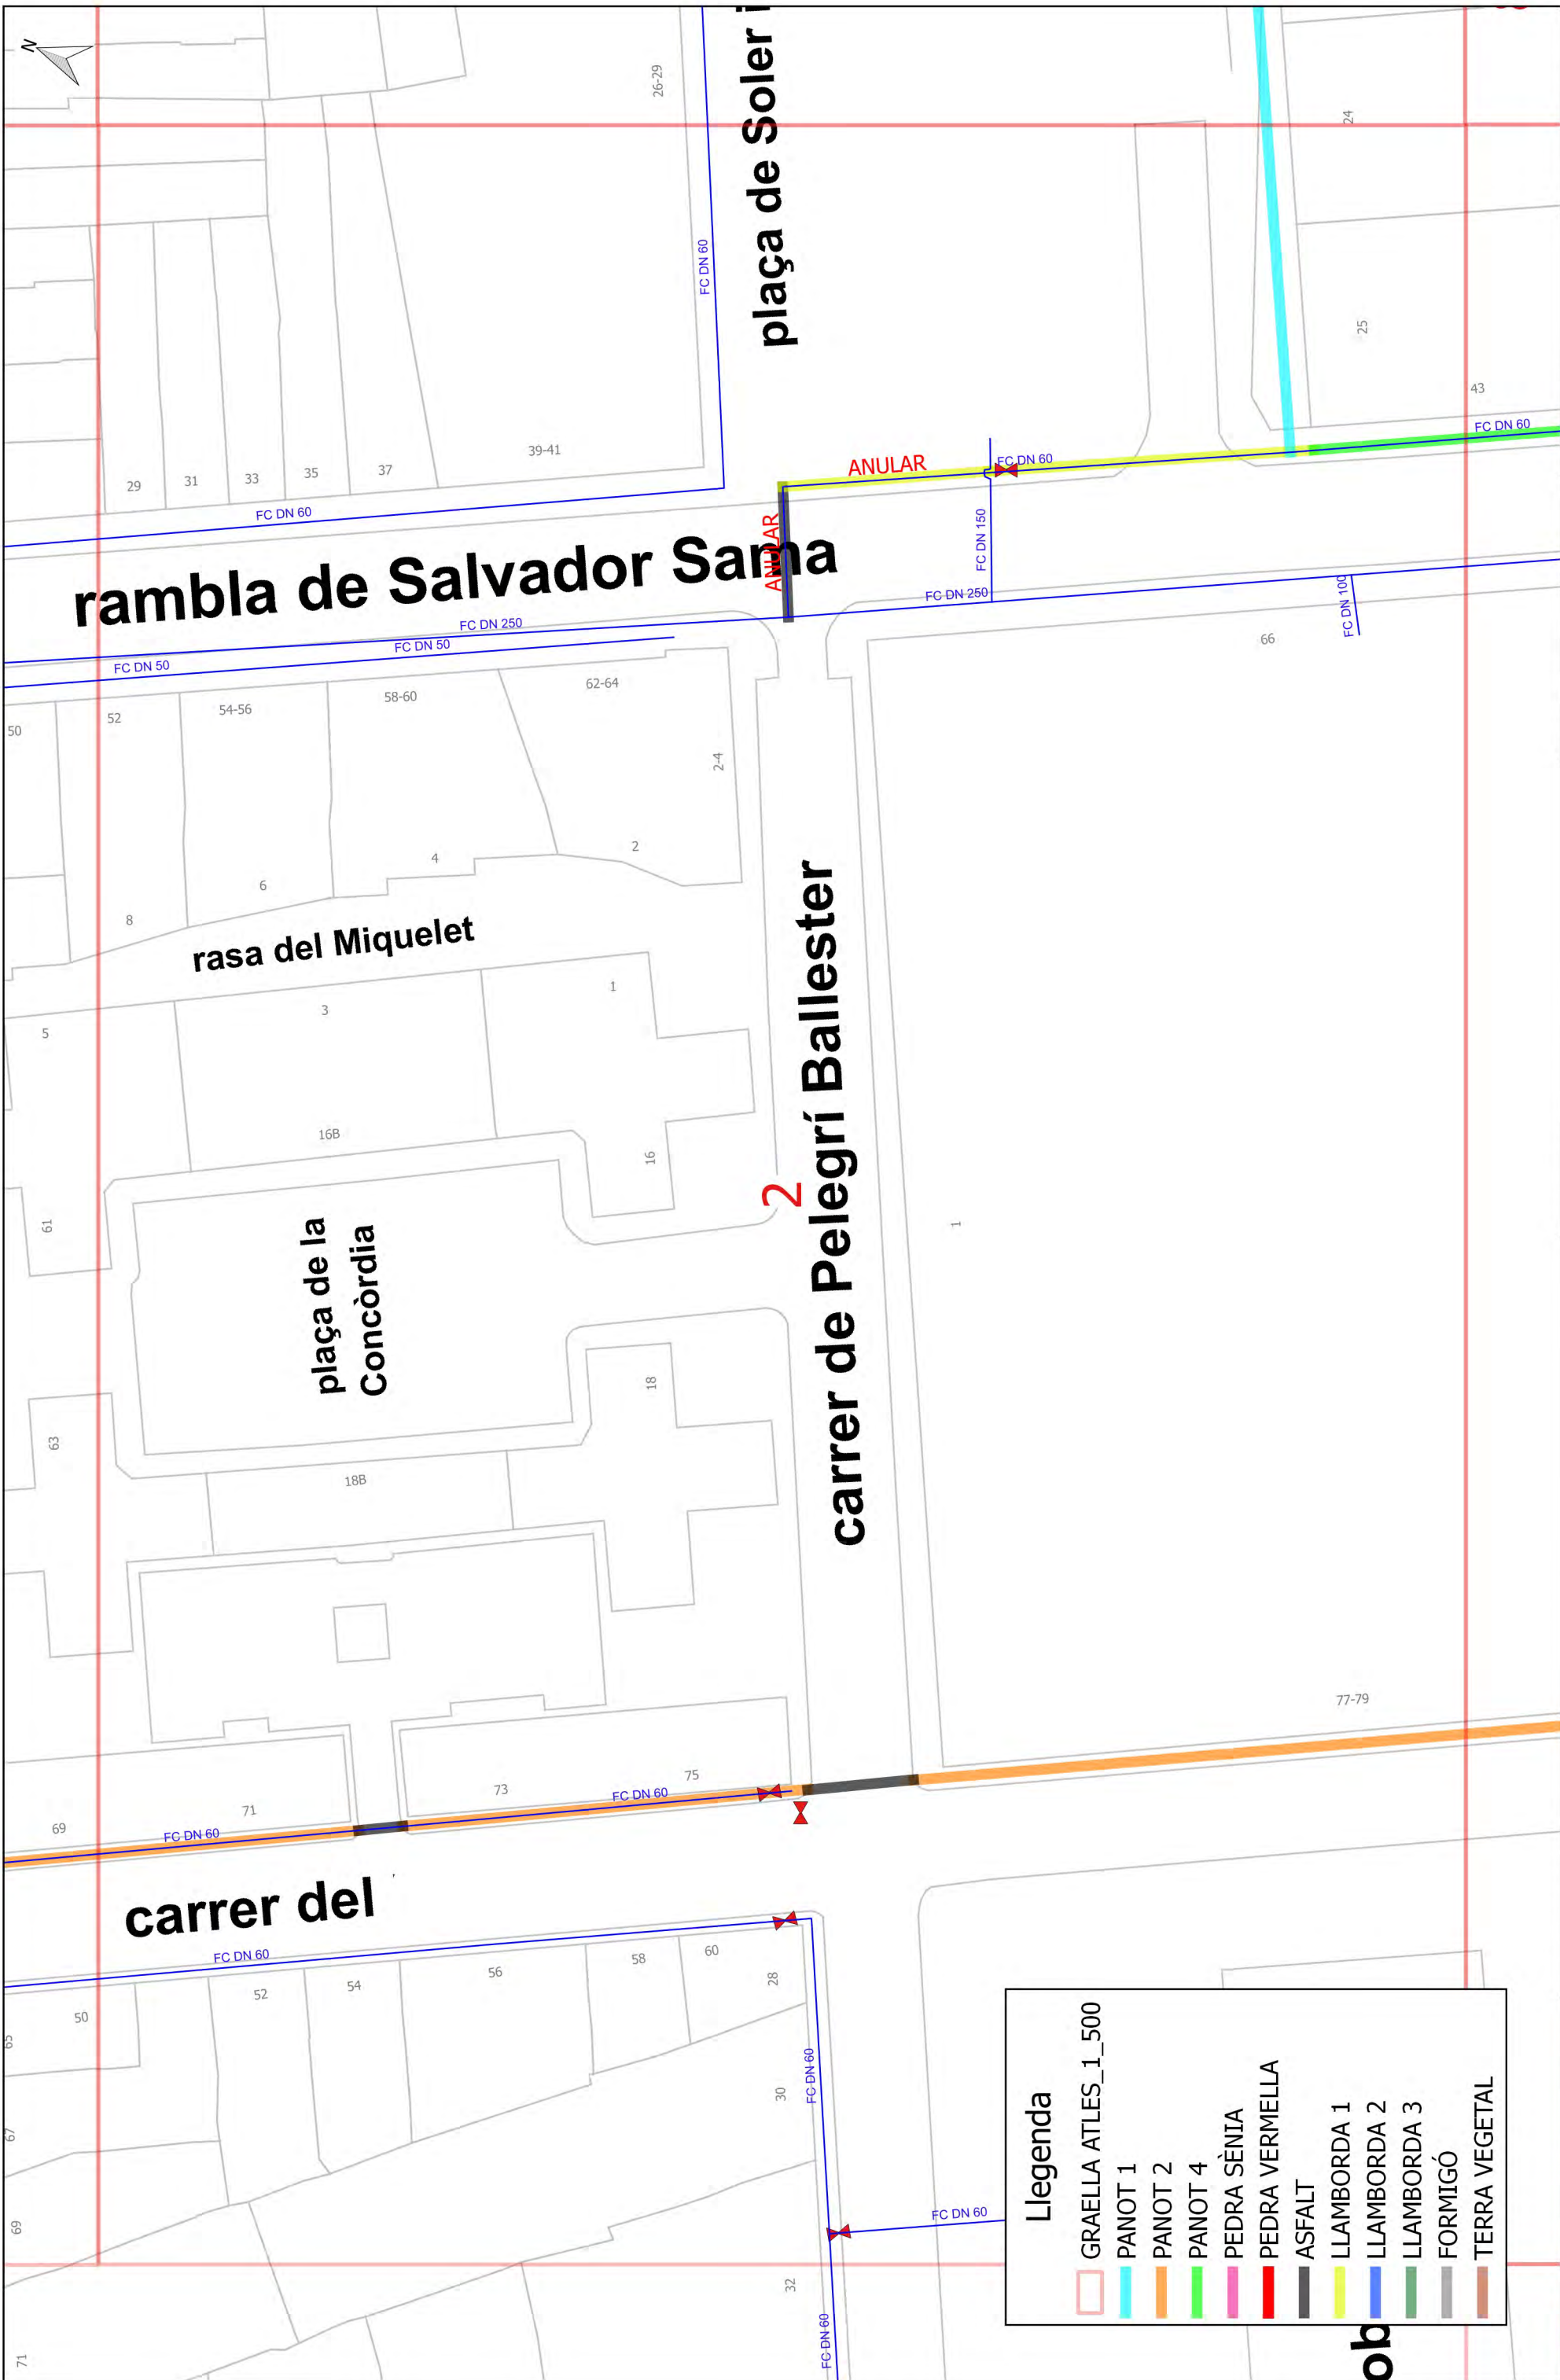 N
26-29
plaça de Soler i
24
FC DN 60
25
43
FC DN 60
39-41
ANULAR
FC DN 60
29
31
33
35
37
FC DN 60
ANULAR
FC DN 150
rambla de Salvador Sama
FC DN 250
FC DN 250
FC DN 100
FC DN 50
FC DN 50
66
50
52
54-56
58-60
62-64
2-4
8
6
4
2
rasa del Miquelet
carrer de Pelegrí Ballester
5
3
1
16B
16
2
61
1
plaça de la
Concòrdia
63
18
18B
77-79
69
71
73
75
FC DN 60
FC DN 60
carrer del
FC DN 60
50
52
54
56
58
60
28
65
67
69
71
30
32
FC DN 60
FC DN 60
FC DN 60
Llegenda
GRAELLA ATLES_1_500
PANOT 1
PANOT 2
PANOT 4
PEDRA SÈNIA
PEDRA VERMELLA
ASFALT
LLAMBORDA 1
LLAMBORDA 2
LLAMBORDA 3
FORMIGÓ
TERRA VEGETAL
ob